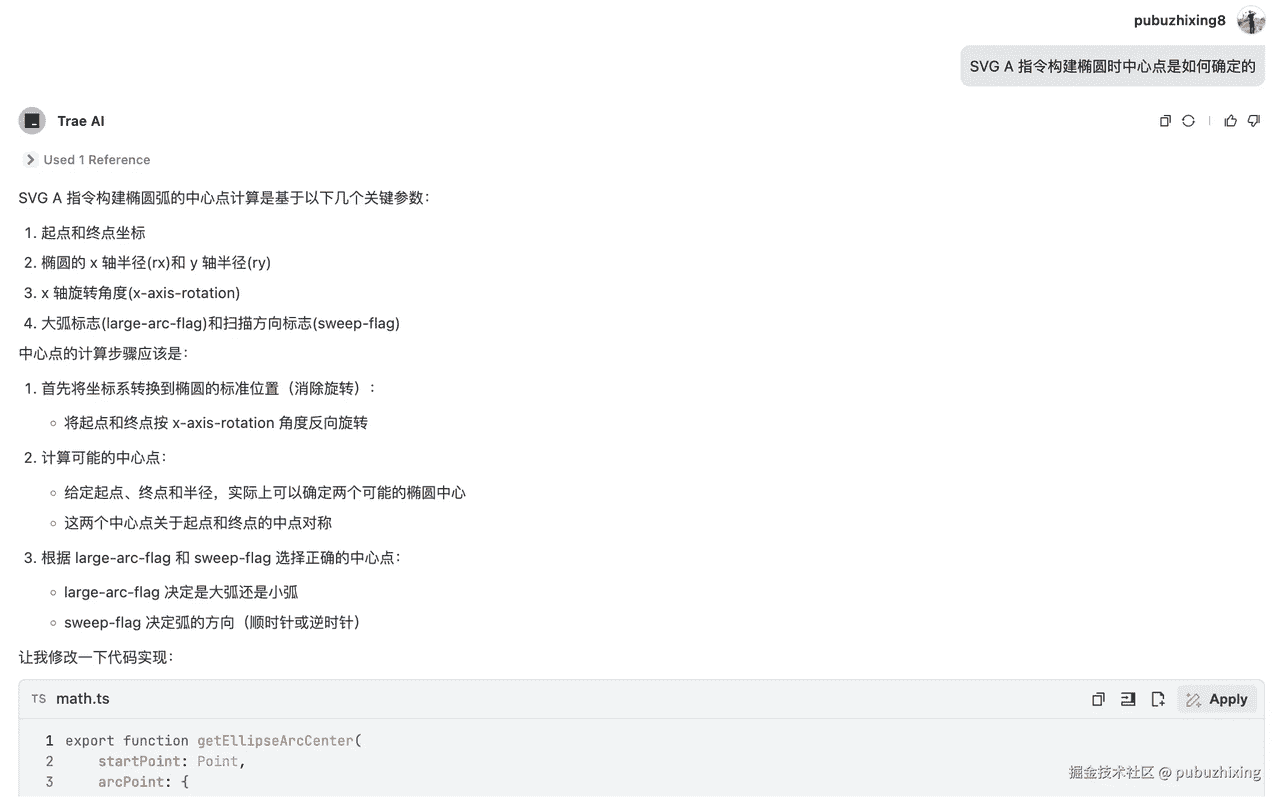 pubuzhixing8
SVG A 指令构建椭圆时中心点是如何确定的
Trae AI
Used 1 Reference
SVG A 指令构建椭圆弧的中心点计算是基于以下几个关键参数：
1. 起点和终点坐标
2. 椭圆的 x 轴半径(rx)和 y 轴半径(ry)
3. x 轴旋转角度(x-axis-rotation)
4. 大弧标志(large-arc-flag)和扫描方向标志(sweep-flag)
中心点的计算步骤应该是：
1. 首先将坐标系转换到椭圆的标准位置（消除旋转）：
将起点和终点按 x-axis-rotation 角度反向旋转
2. 计算可能的中心点：
给定起点、终点和半径，实际上可以确定两个可能的椭圆中心
这两个中心点关于起点和终点的中点对称
3. 根据 large-arc-flag 和 sweep-flag 选择正确的中心点：
large-arc-flag 决定是大弧还是小弧
sweep-flag 决定弧的方向（顺时针或逆时针）
让我修改一下代码实现：
TS math.ts Apply
1 export function getEllipseArcCenter(
2 startPoint: Point,
3 arcPoint: {
掘金技术社区 @ pubuzhixing